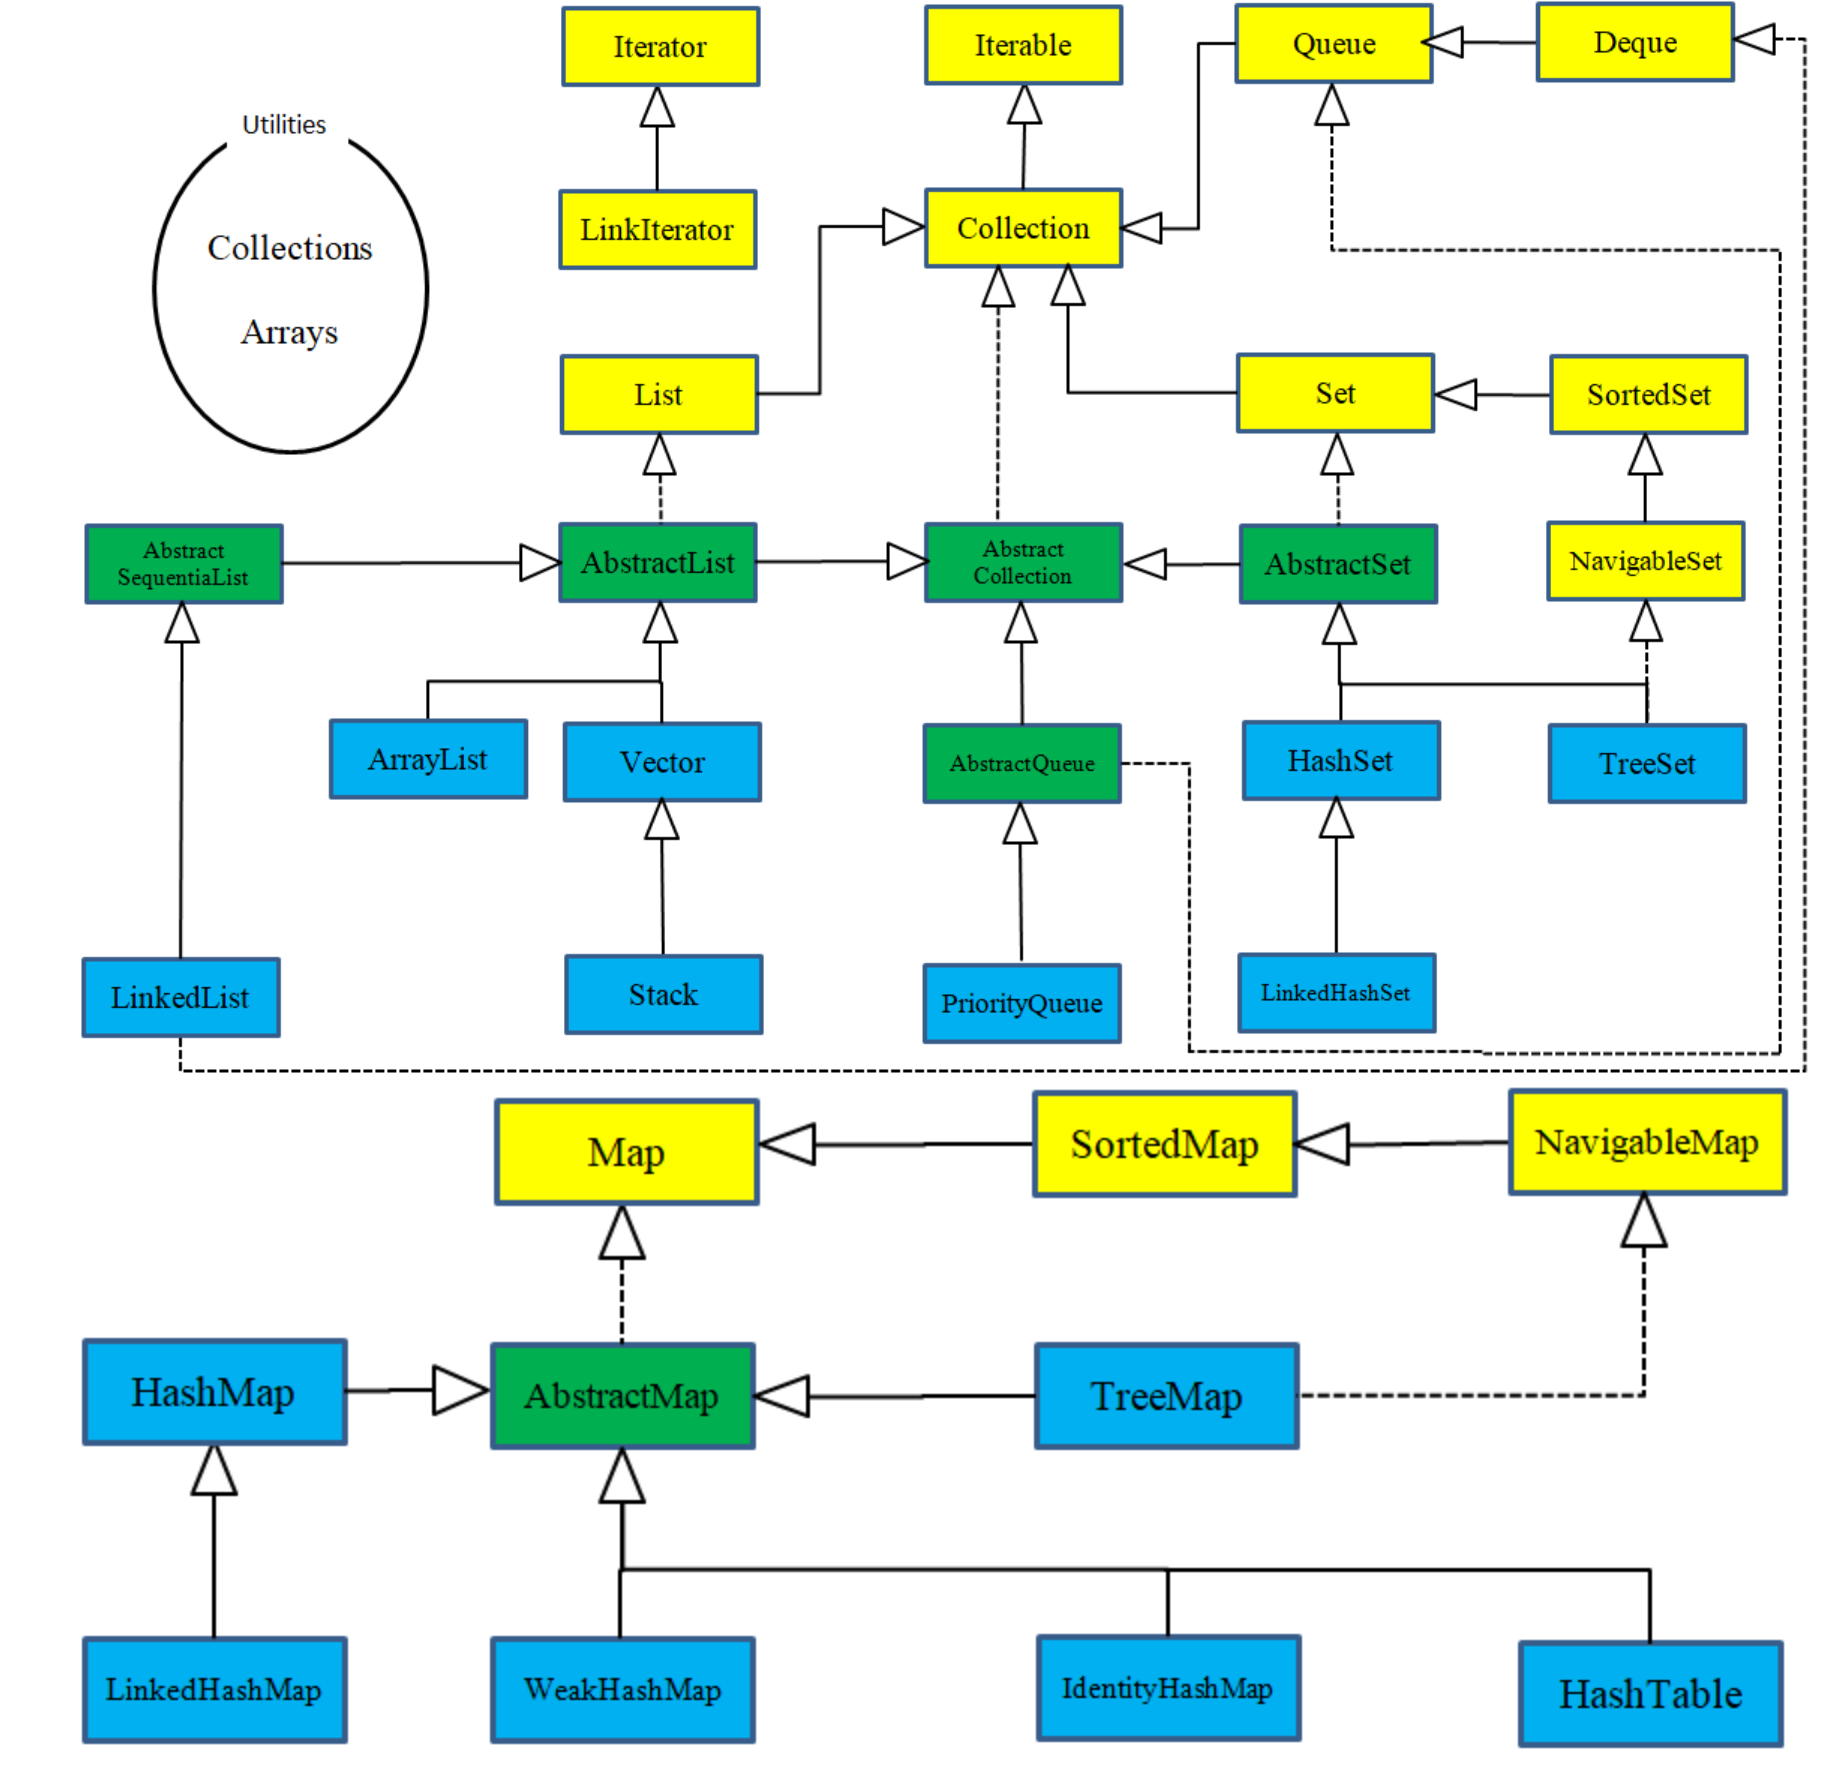 Iterator
Iterable
Queue
Deque
Utilities
Collections
Arrays
LinkIterator
Collection
List
Set
SortedSet
Abstract
SequentiaList
AbstractList
Abstract
Collection
AbstractSet
NavigableSet
ArrayList
Vector
AbstractQueue
HashSet
TreeSet
LinkedList
Stack
PriorityQueue
LinkedHashSet
Map
SortedMap
NavigableMap
HashMap
AbstractMap
TreeMap
LinkedHashMap
WeakHashMap
IdentityHashMap
HashTable